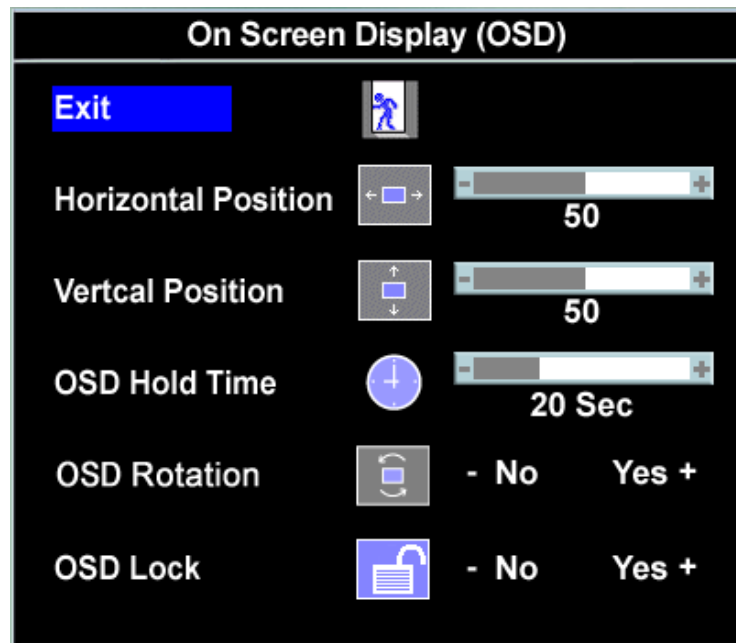 On Screen Display (OSD)
Exit
Horizontal Position - +
50
Vertcal Position - +
50
OSD Hold Time - +
20 Sec
OSD Rotation - No Yes +
OSD Lock - No Yes +